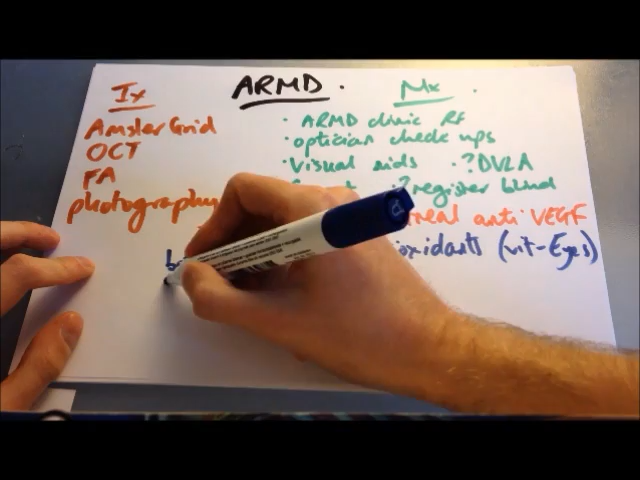 ARMD.
Ix
Amsler Grid
OCT
FA
photography
Mx.
· ARMD clinic Rf
· optician check ups
· Visual aids · ?DVLA
?register blind
anti VEGF
(vit-Eyes)